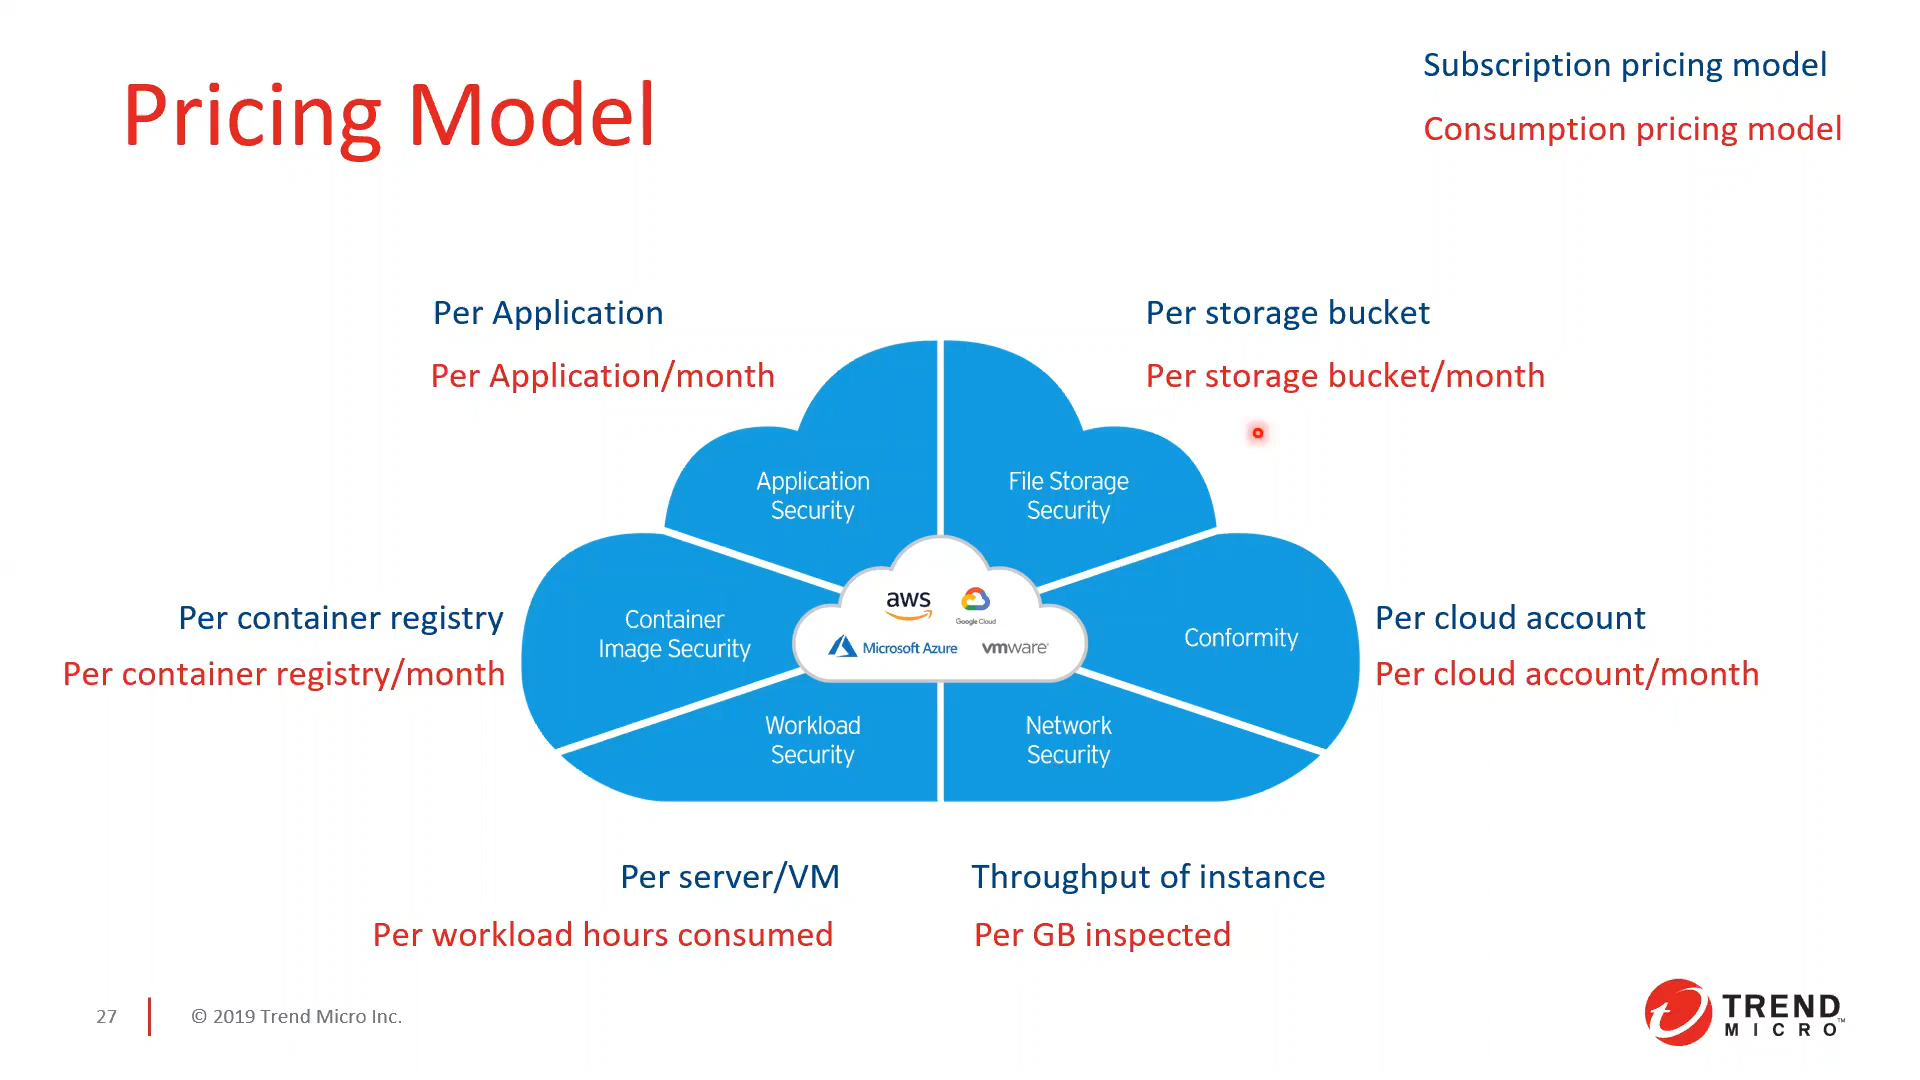 Pricing Model
Subscription pricing model
Consumption pricing model
Per Application
Per Application/month
Per storage bucket
Per storage bucket/month
Application
Security
File Storage
Security
Per container registry
Per container registry/month
Container
Image Security
aws
Google Cloud
Microsoft Azure
vmware®
Conformity
Per cloud account
Per cloud account/month
Workload
Security
Network
Security
Per server/VM
Per workload hours consumed
Throughput of instance
Per GB inspected
27
© 2019 Trend Micro Inc.
TREND
MICRO™